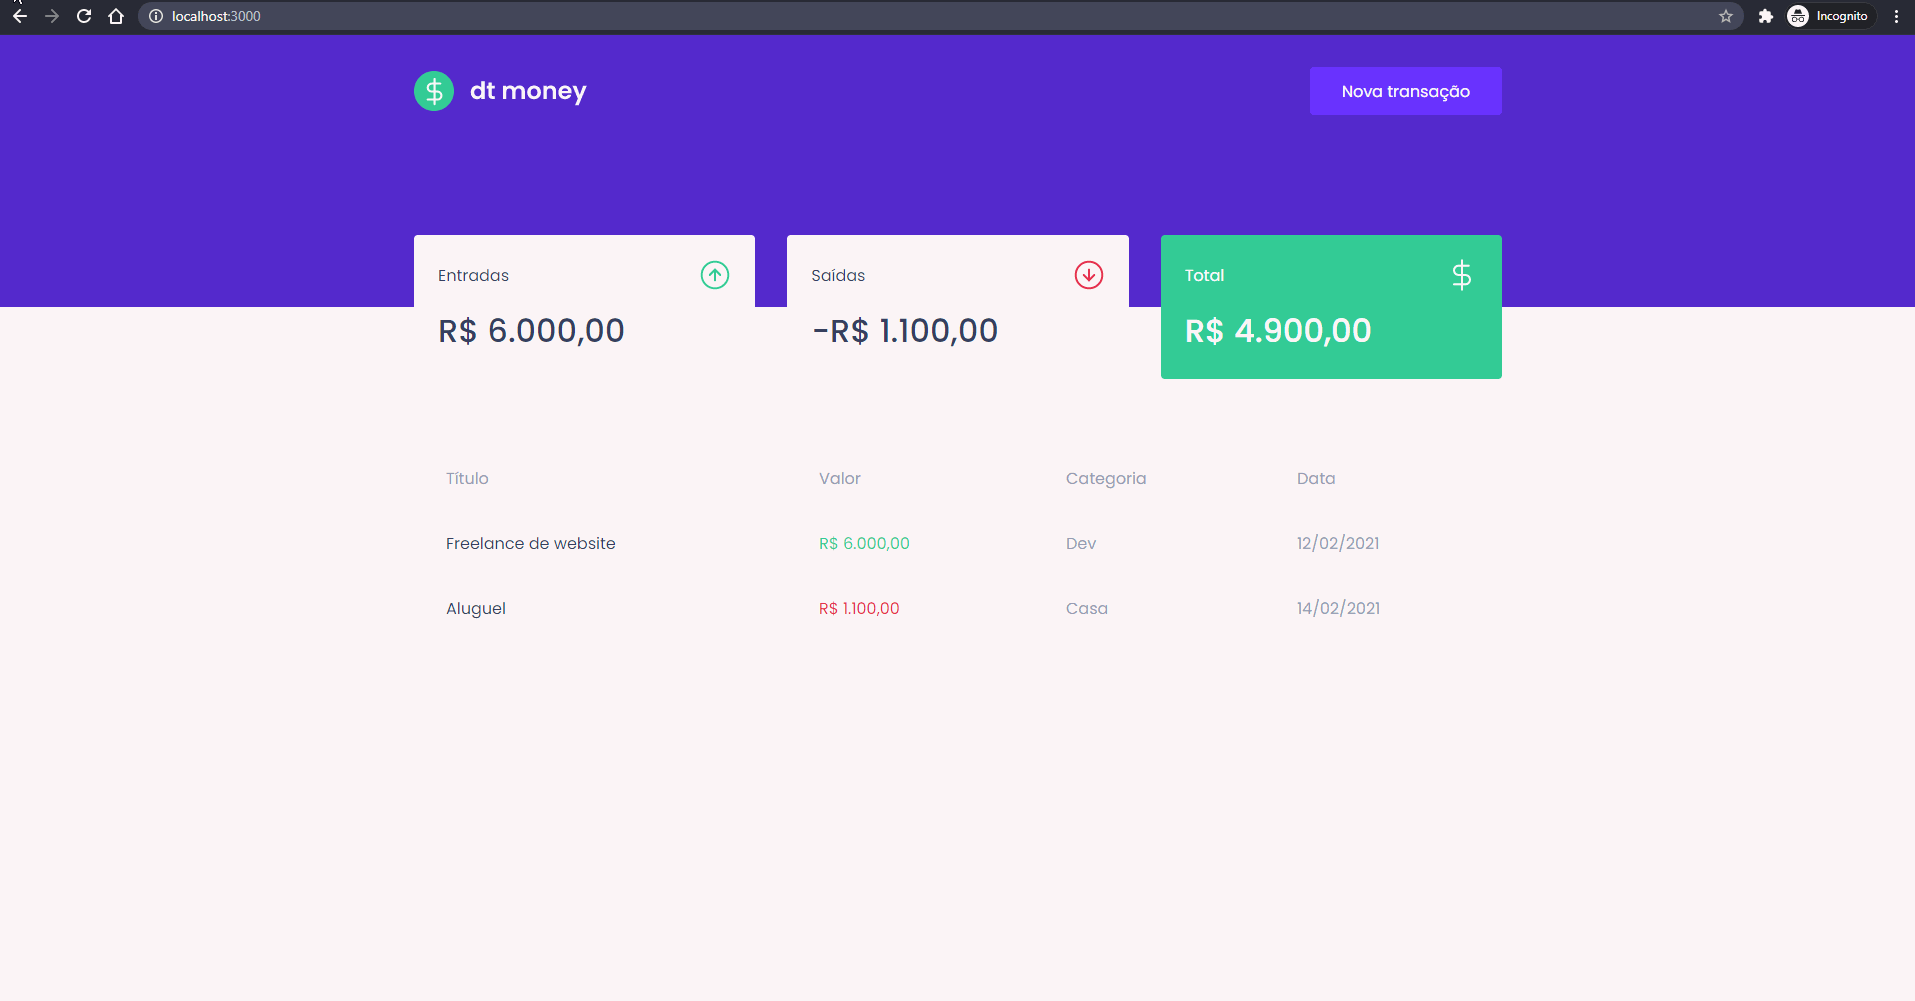 localhost:3000
Incognito
dt money
Nova transação
Entradas
Saídas
Total
R$ 6.000,00
-R$ 1.100,00
R$ 4.900,00
Título Valor Categoria Data
Freelance de website R$ 6.000,00 Dev 12/02/2021
Aluguel R$ 1.100,00 Casa 14/02/2021